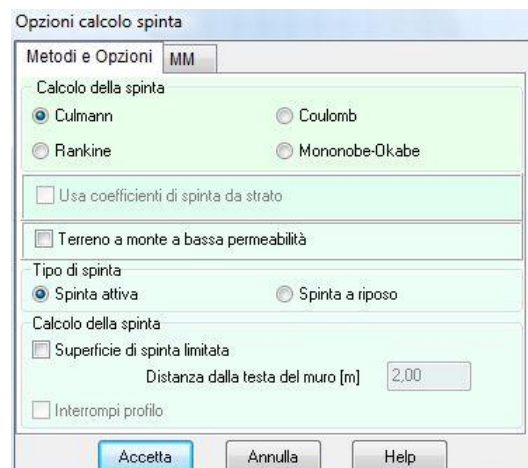 Opzioni calcolo spinta
Metodi e Opzioni MM
Calcolo della spinta
Culmann Coulomb
Rankine Mononobe-Okabe
Usa coefficienti di spinta da strato
Terreno a monte a bassa permeabilità
Tipo di spinta
Spinta attiva Spinta a riposo
Calcolo della spinta
Superficie di spinta limitata
Distanza dalla testa del muro [m] 2,00
Interrompi profilo
Accetta Annulla Help